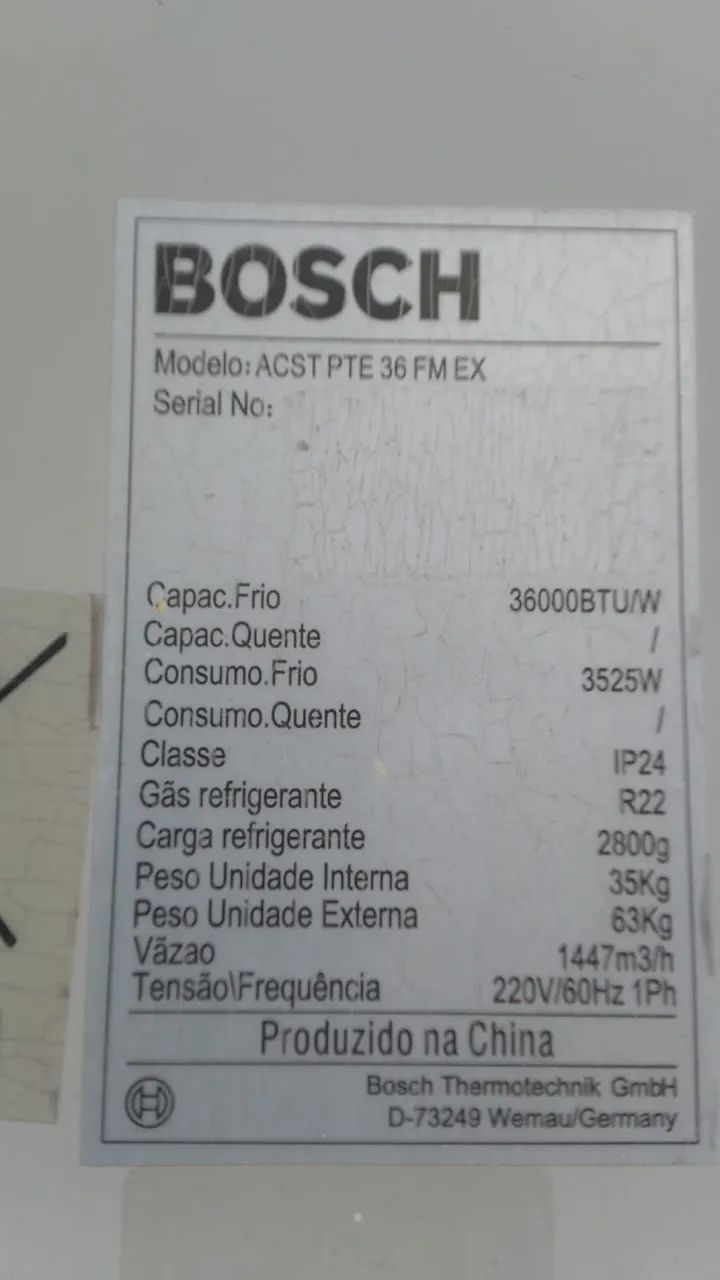 BOSCH
Modelo: ACST PTE 36 FM EX
Serial No:
Capac.Frio 36000BTU/W
Capac.Quente /
Consumo.Frio 3525W
Consumo.Quente /
Classe IP24
Gãs refrigerante R22
Carga refrigerante 2800g
Peso Unidade Interna 35Kg
Peso Unidade Externa 63Kg
Vãzao 1447m3/h
Tensão\Frequência 220V/60Hz 1Ph
Produzido na China
Bosch Thermotechnik GmbH
D-73249 Wernau/Germany